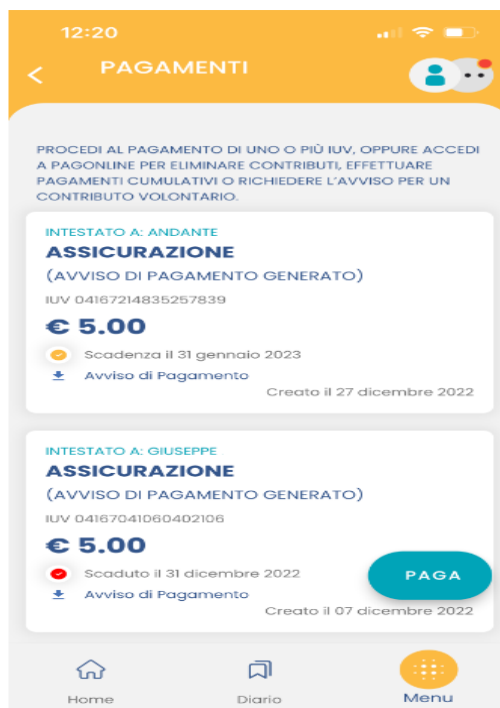 12:20
PAGAMENTI
PROCEDI AL PAGAMENTO DI UNO O PIÙ IUV, OPPURE ACCEDI
A PAGONLINE PER ELIMINARE CONTRIBUTI, EFFETTUARE
PAGAMENTI CUMULATIVI O RICHIEDERE L'AVVISO PER UN
CONTRIBUTO VOLONTARIO.
INTESTATO A: ANDANTE
ASSICURAZIONE
(AVVISO DI PAGAMENTO GENERATO)
IUV 04167214835257839
€ 5.00
Scadenza il 31 gennaio 2023
Avviso di Pagamento
Creato il 27 dicembre 2022
INTESTATO A: GIUSEPPE
ASSICURAZIONE
(AVVISO DI PAGAMENTO GENERATO)
IUV 04167041060402106
€ 5.00
Scaduto il 31 dicembre 2022
PAGA
Avviso di Pagamento
Creato il 07 dicembre 2022
Home
Diario
Menu